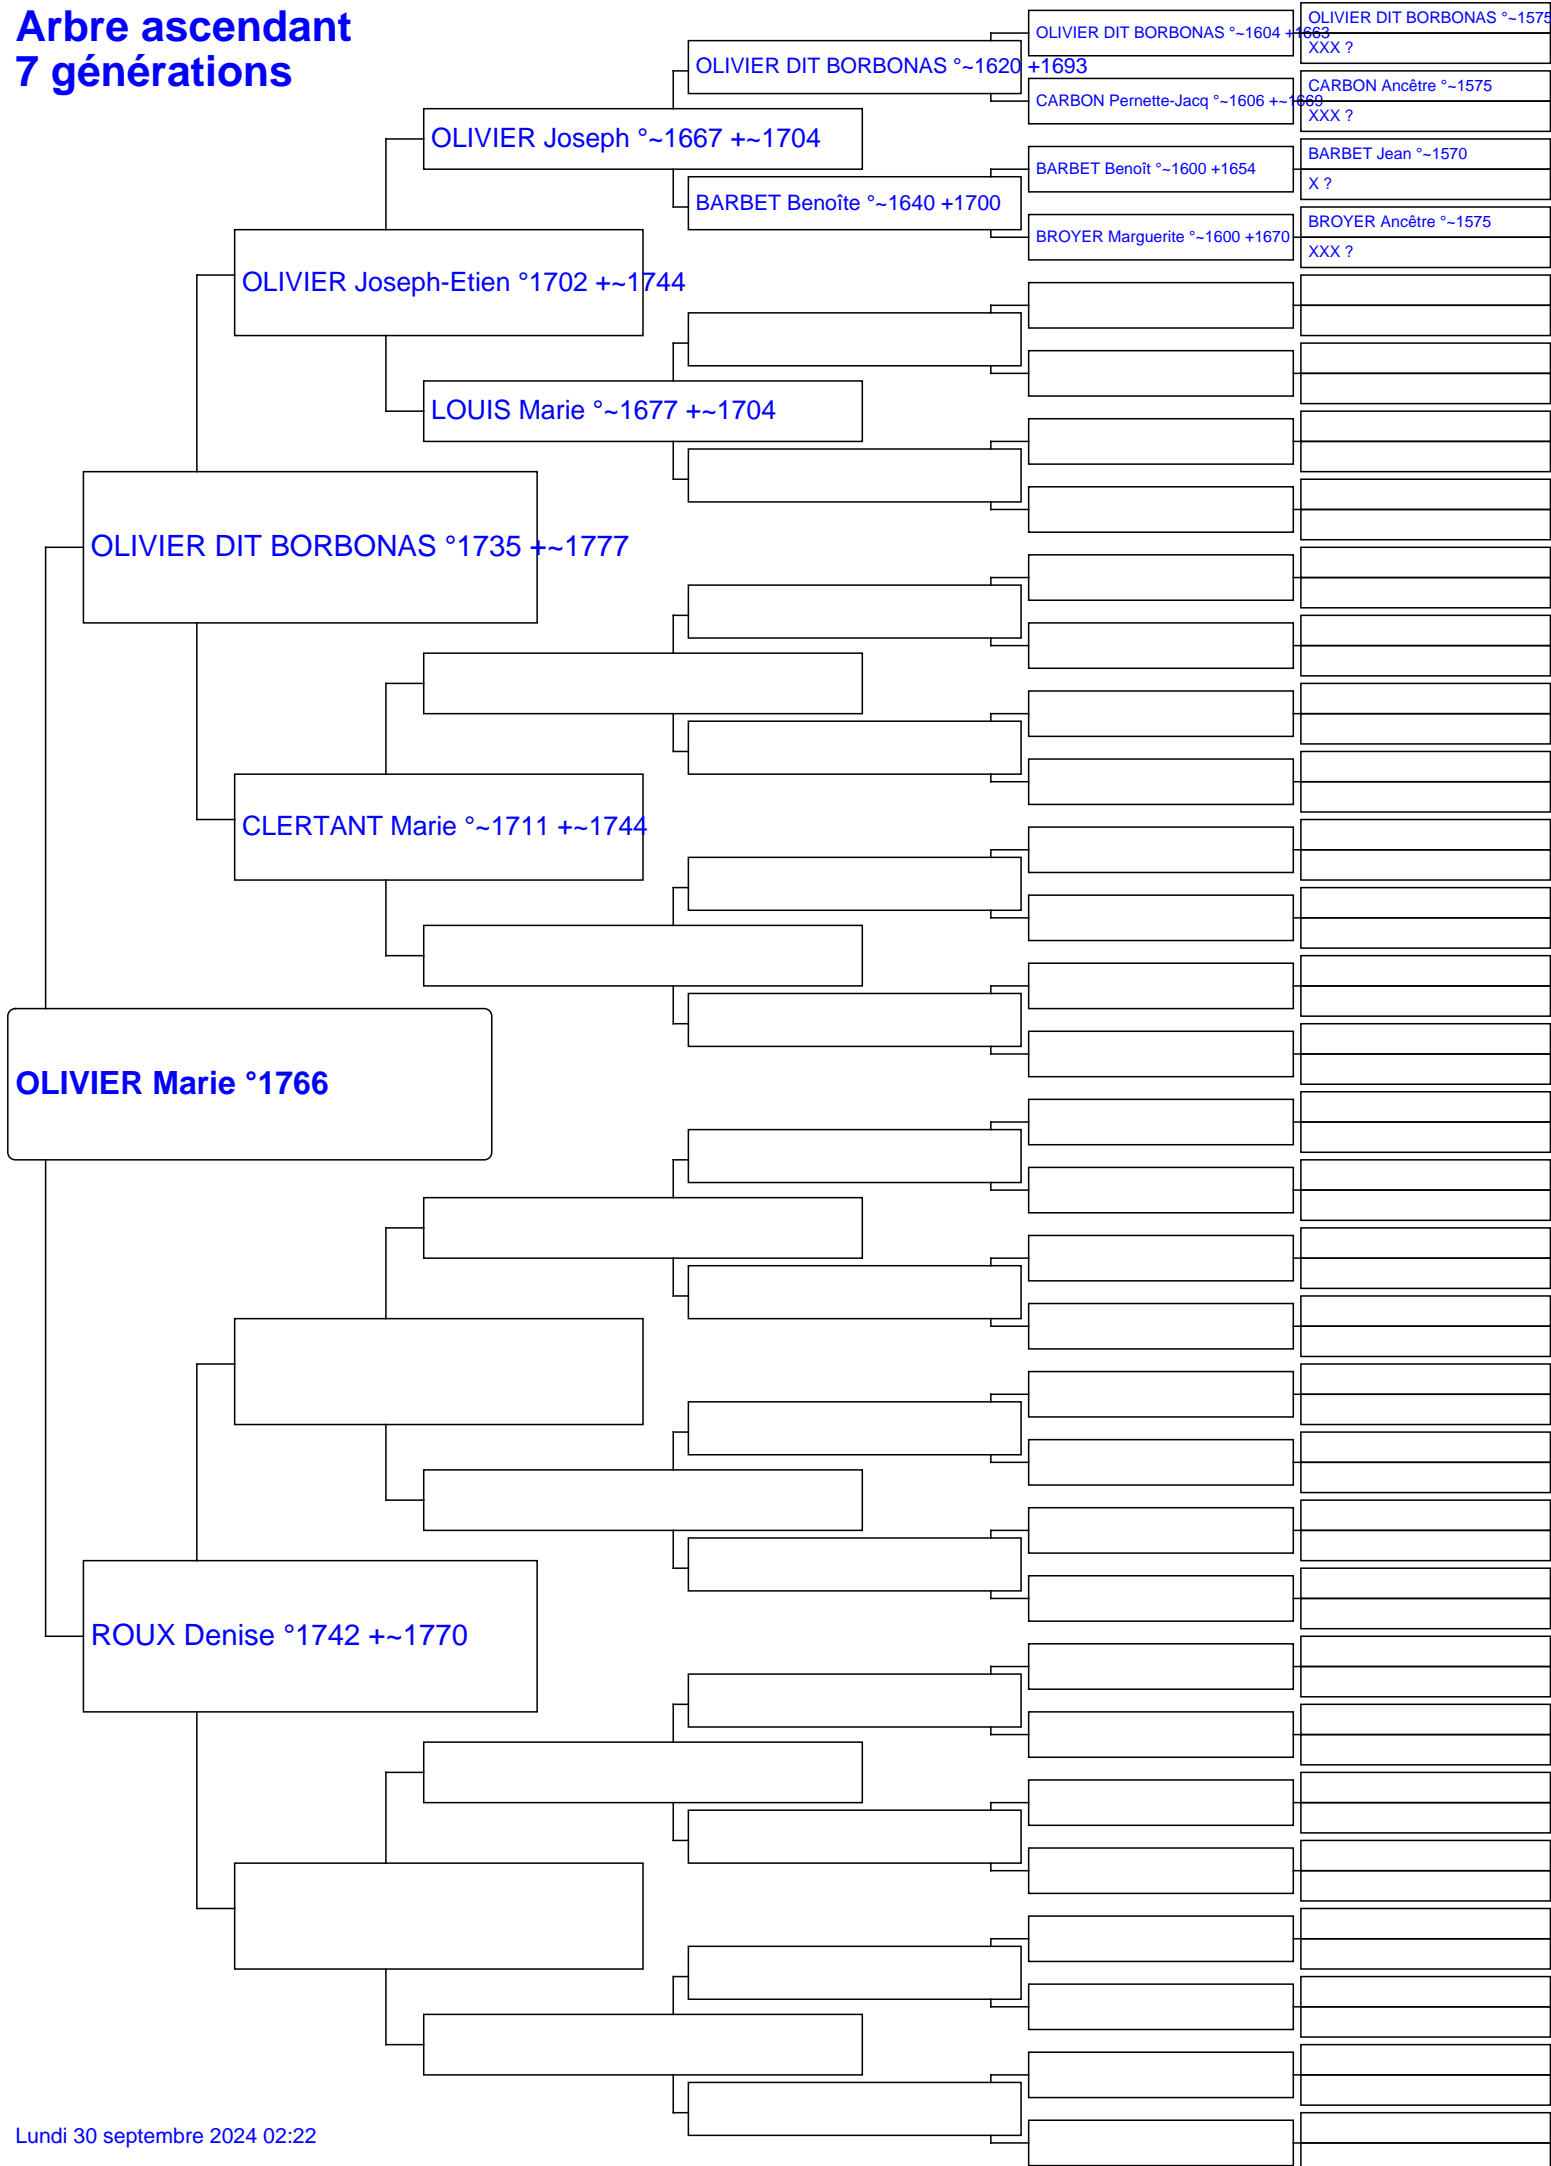 Arbre ascendant
7 générations
OLIVIER DIT BORBONAS °~1575
OLIVIER DIT BORBONAS °~1604 +1663
XXX ?
OLIVIER DIT BORBONAS °~1620 +1693
CARBON Ancêtre °~1575
CARBON Pernette-Jacq °~1606 +~1669
XXX ?
OLIVIER Joseph °~1667 +~1704
BARBET Jean °~1570
BARBET Benoît °~1600 +1654
X ?
BARBET Benoîte °~1640 +1700
BROYER Ancêtre °~1575
BROYER Marguerite °~1600 +1670
XXX ?
OLIVIER Joseph-Etien °1702 +~1744
LOUIS Marie °~1677 +~1704
OLIVIER DIT BORBONAS °1735 +~1777
CLERTANT Marie °~1711 +~1744
OLIVIER Marie °1766
ROUX Denise °1742 +~1770
Lundi 30 septembre 2024 02:22